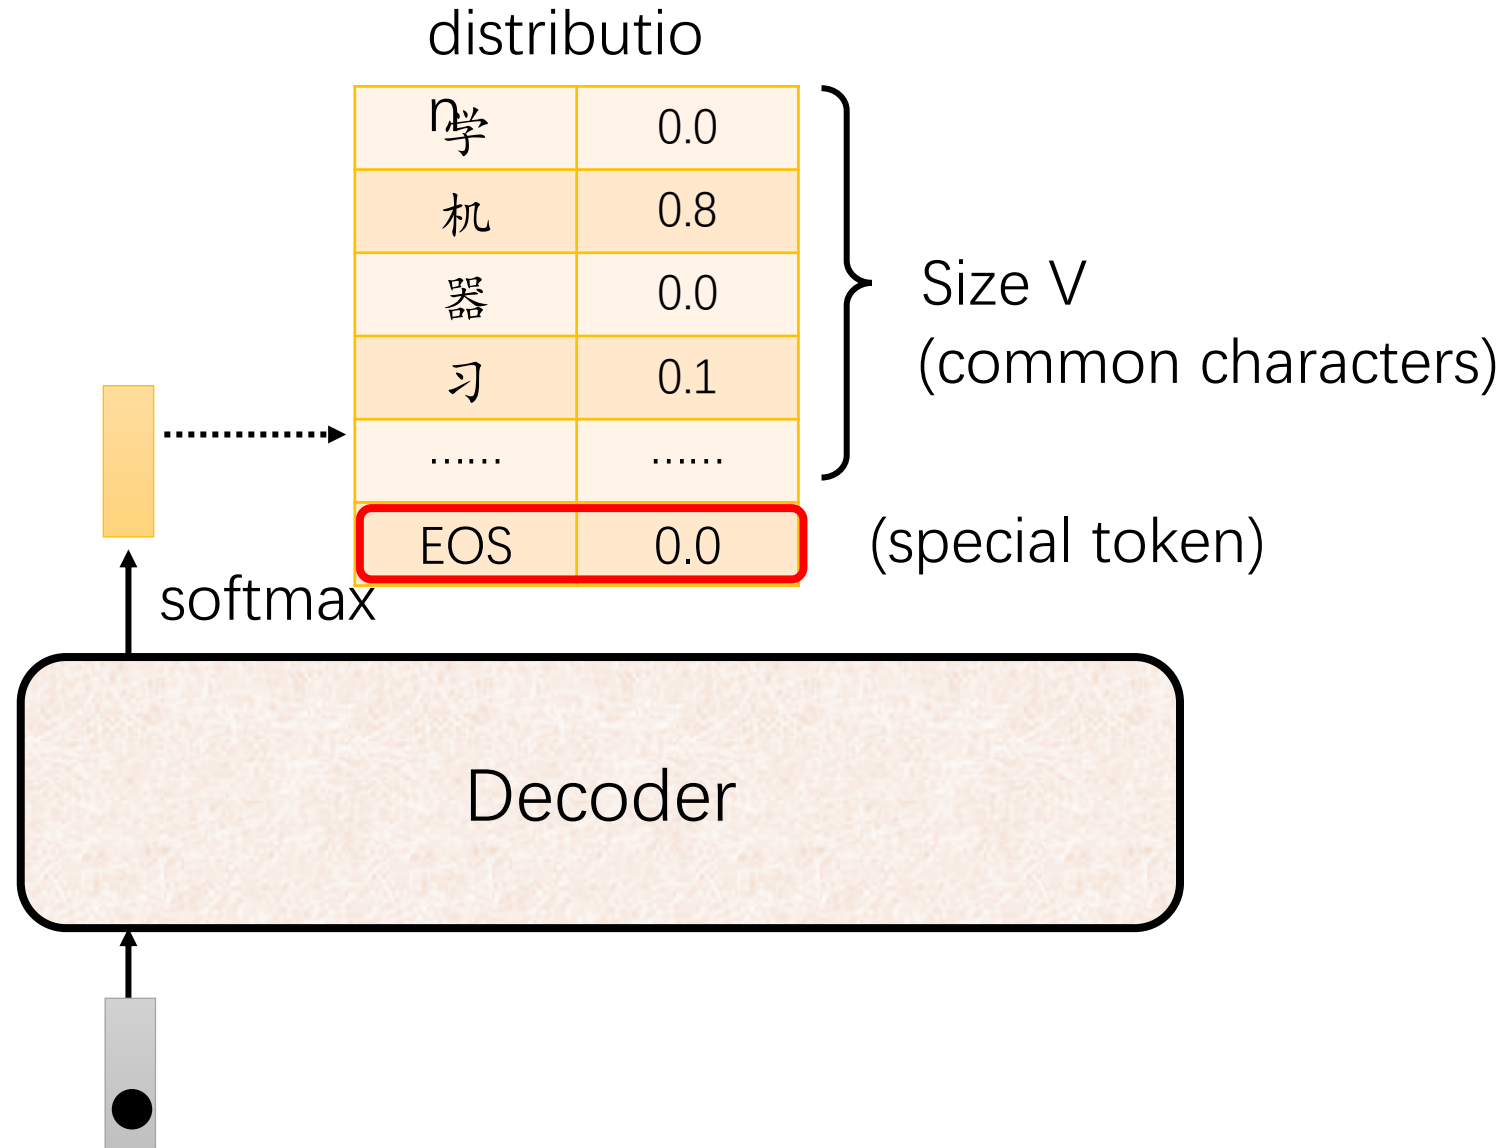 distributio
n
学 0.0
机 0.8
器 0.0
习 0.1
...... ......
EOS 0.0
Size V
(common characters)
(special token)
softmax
Decoder